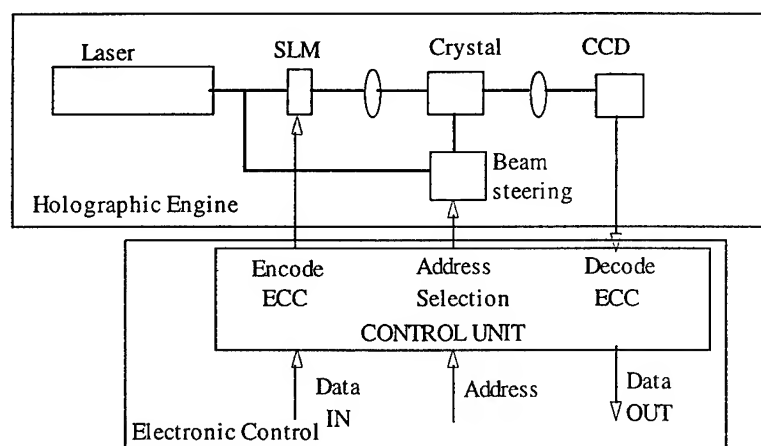 Laser
SLM
Crystal
CCD
Beam
steering
Holographic Engine
Encode
ECC
Address
Selection
Decode
ECC
CONTROL UNIT
Data
IN
Address
Data
OUT
Electronic Control